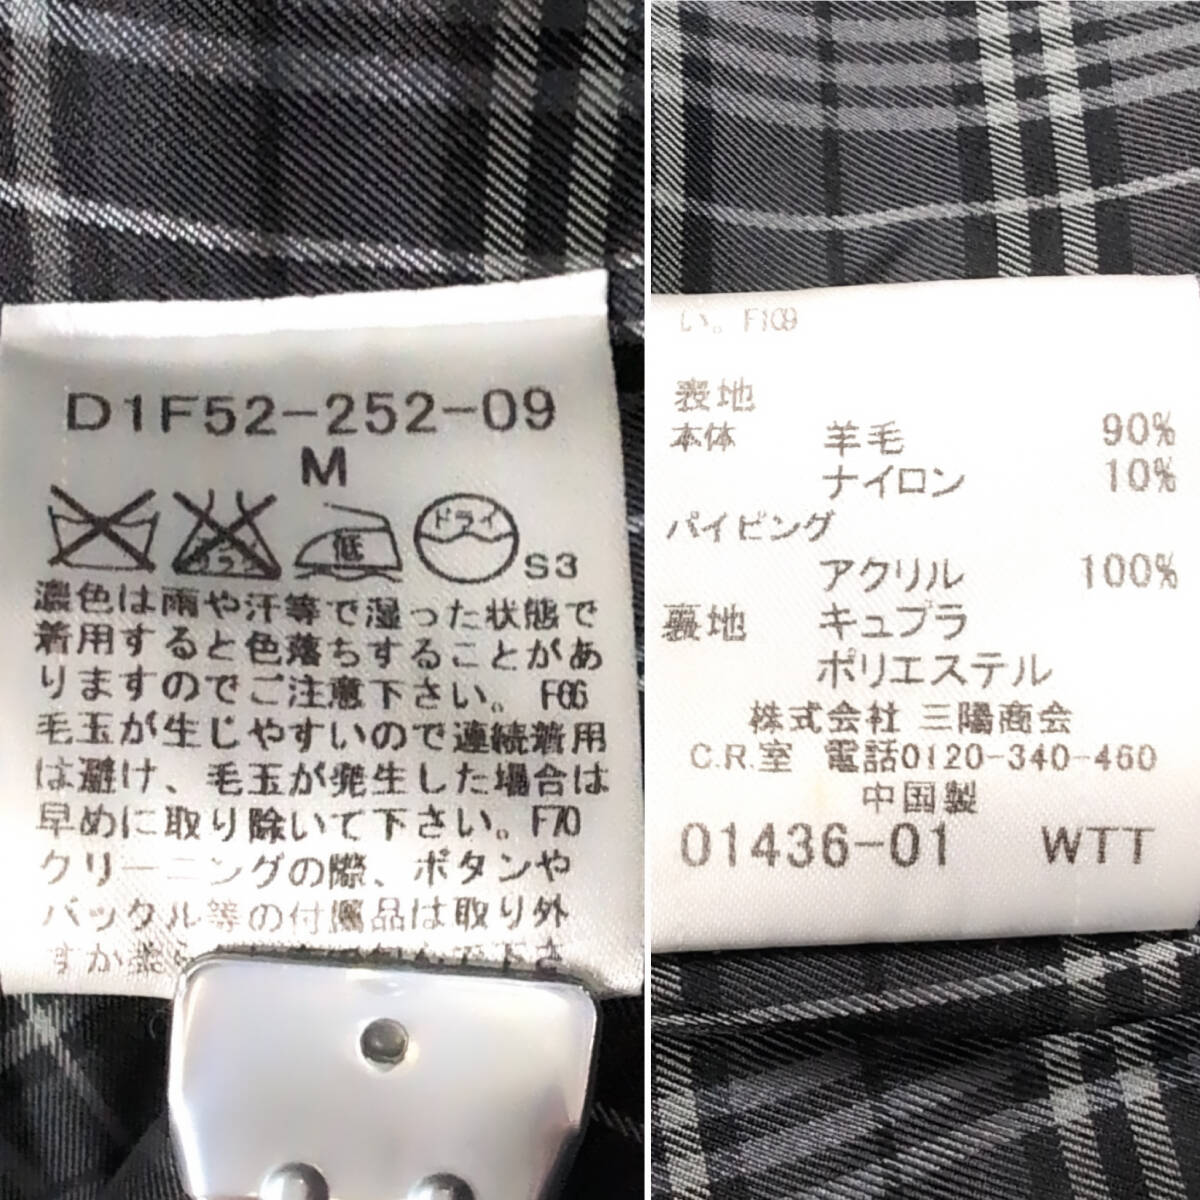 D1F52-252-09
M
低 ドライ S3
濃色は雨や汗等で湿った状態で
着用すると色落ちすることがあ
りますのでご注意下さい。F66
毛玉が生じやすいので連続着用
は避け、毛玉が発生した場合は
早めに取り除いて下さい。F70
クリーニングの際、ボタンや
バックル等の付属品は取り外
すか
い。F109
表地
本体 羊毛 90%
ナイロン 10%
パイピング
アクリル 100%
裏地 キュプラ
ポリエステル
株式会社 三陽商会
C.R.室 電話0120-340-460
中国製
01436-01 WTT